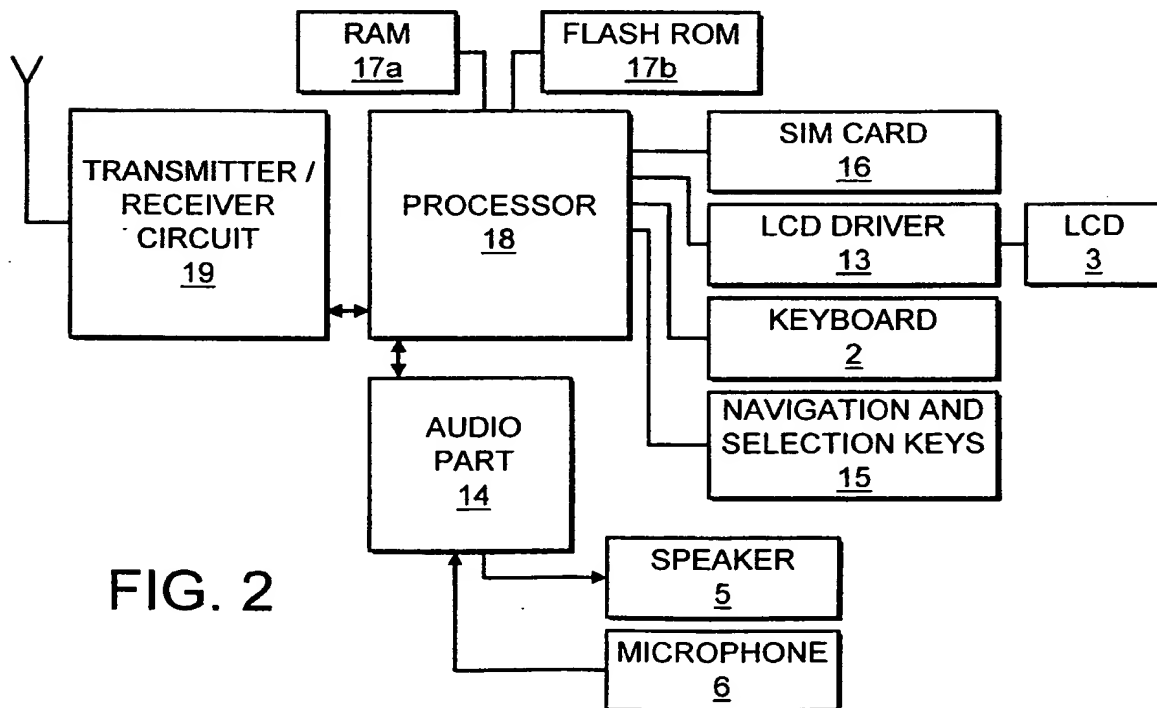 RAM
17a
FLASH ROM
17b
TRANSMITTER /
RECEIVER
CIRCUIT
19
PROCESSOR
18
SIM CARD
16
LCD DRIVER
13
LCD
3
KEYBOARD
2
NAVIGATION AND
SELECTION KEYS
15
AUDIO
PART
14
SPEAKER
5
MICROPHONE
6
FIG. 2